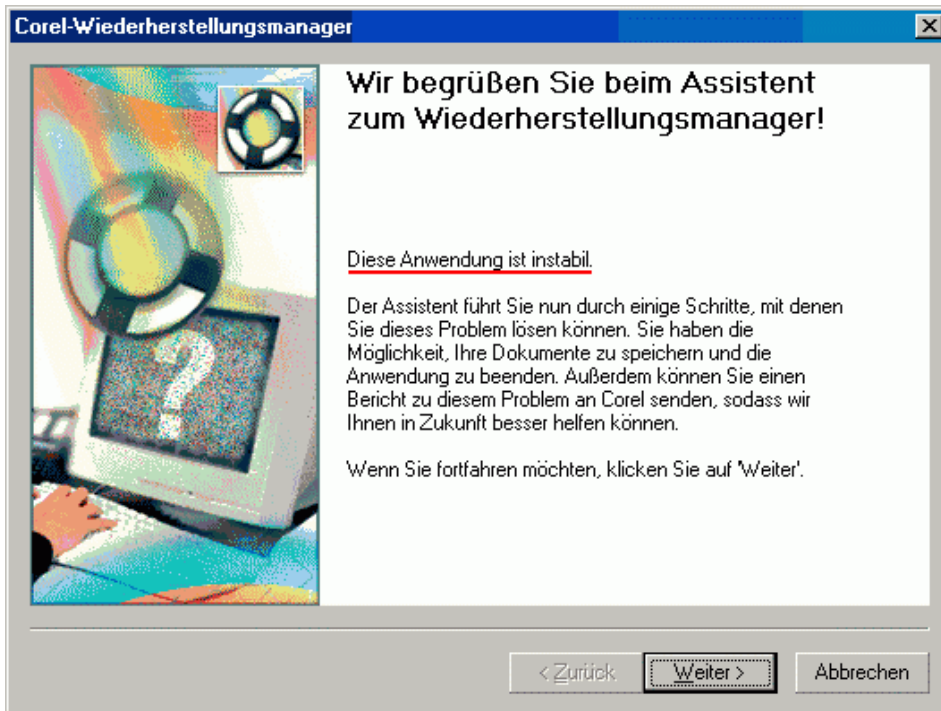 Corel-Wiederherstellungsmanager
Wir begrüßen Sie beim Assistent
zum Wiederherstellungsmanager!
Diese Anwendung ist instabil.
Der Assistent führt Sie nun durch einige Schritte, mit denen
Sie dieses Problem lösen können. Sie haben die
Möglichkeit, Ihre Dokumente zu speichern und die
Anwendung zu beenden. Außerdem können Sie einen
Bericht zu diesem Problem an Corel senden, sodass wir
Ihnen in Zukunft besser helfen können.
Wenn Sie fortfahren möchten, klicken Sie auf 'Weiter'.
?
< Zurück Weiter > Abbrechen